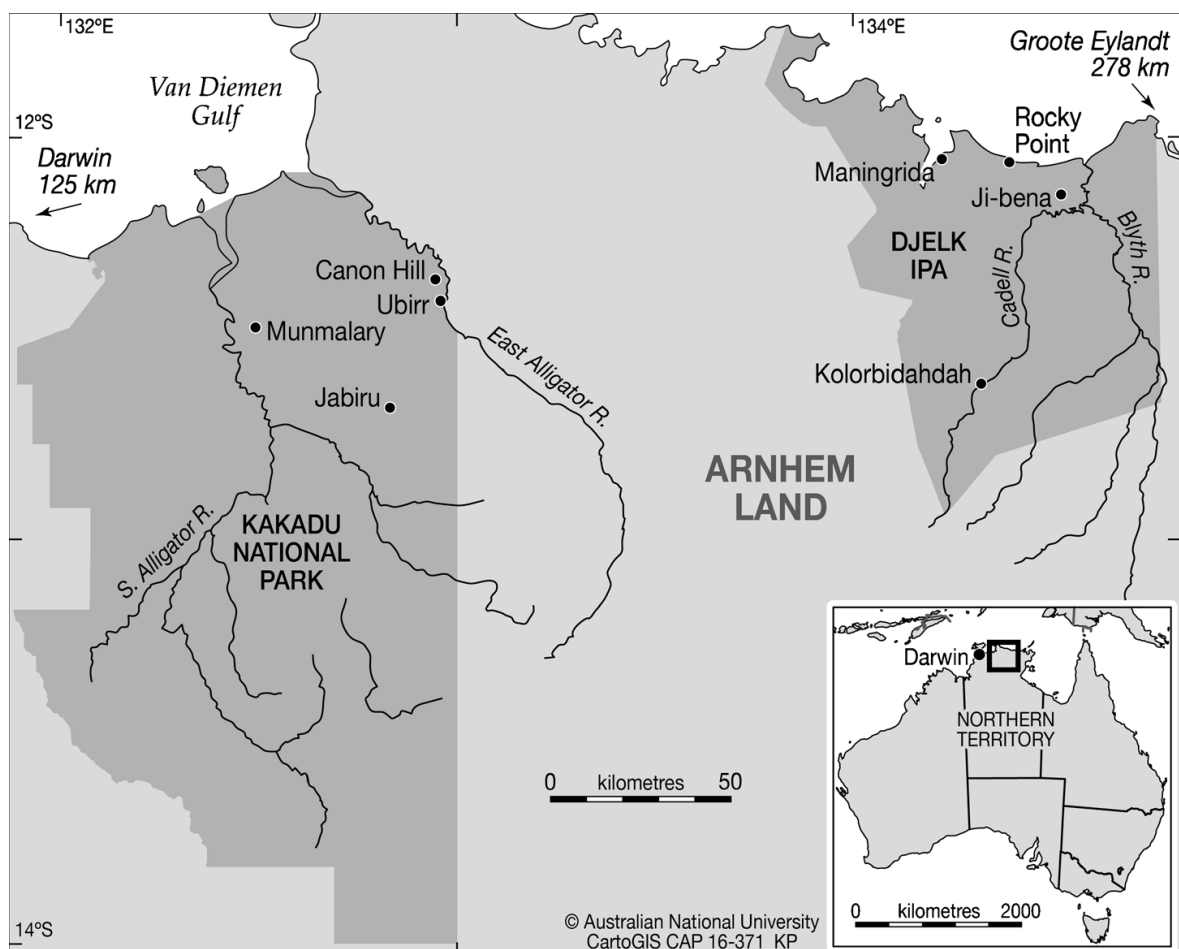 132°E
134°E
Groote Eylandt
278 km
Van Diemen
Gulf
12°S
Darwin
125 km
Rocky
Point
Maningrida
Ji-bena
DJELK
IPA
Cadell R.
Blyth R.
Canon Hill
Ubirr
Munmalary
East Alligator R.
Jabiru
Kolorbidahdah
ARNHEM
LAND
S. Alligator R.
KAKADU
NATIONAL
PARK
0 kilometres 50
Darwin
NORTHERN
TERRITORY
0 kilometres 2000
© Australian National University
CartoGIS CAP 16-371 KP
14°S